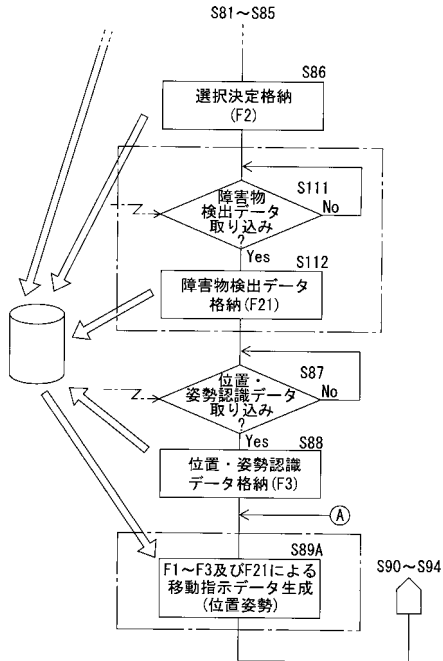 S81～S85
S86
選択決定格納
(F2)
S111
障害物
検出データ
取り込み
?
No
Yes
S112
障害物検出データ
格納(F21)
S87
位置・
姿勢認識データ
取り込み
?
No
Yes
S88
位置・姿勢認識
データ格納(F3)
A
S89A
F1～F3及びF21による
移動指示データ生成
(位置姿勢)
S90～S94